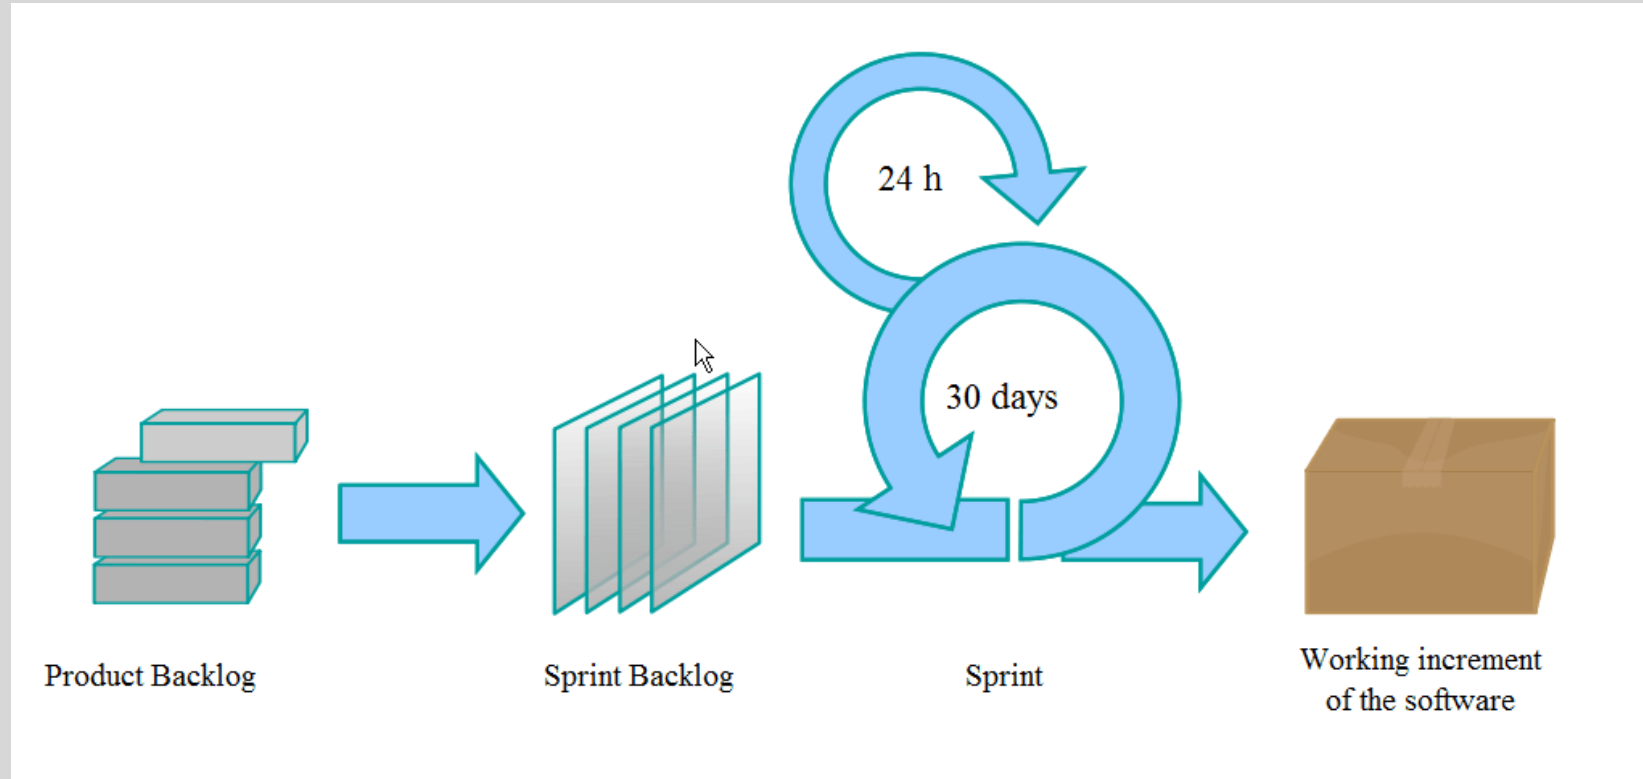 24 h
30 days
Product Backlog
Sprint Backlog
Sprint
Working increment
of the software